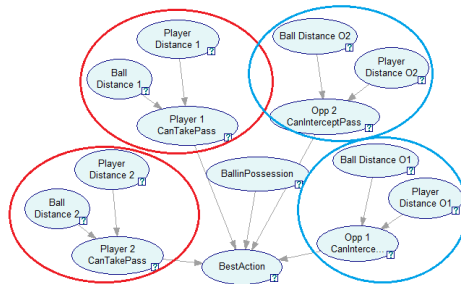 Player
Distance 1
Ball
Distance 1
Player 1
CanTakePass
Ball Distance O2
Player
Distance O2
Opp 2
CanInterceptPass
Player
Distance 2
Ball
Distance 2
Player 2
CanTakePass
BallinPossession
Ball Distance O1
Player
Distance O1
Opp 1
CanInterce...
BestAction
?
?
?
?
?
?
?
?
?
?
?
?
?
?